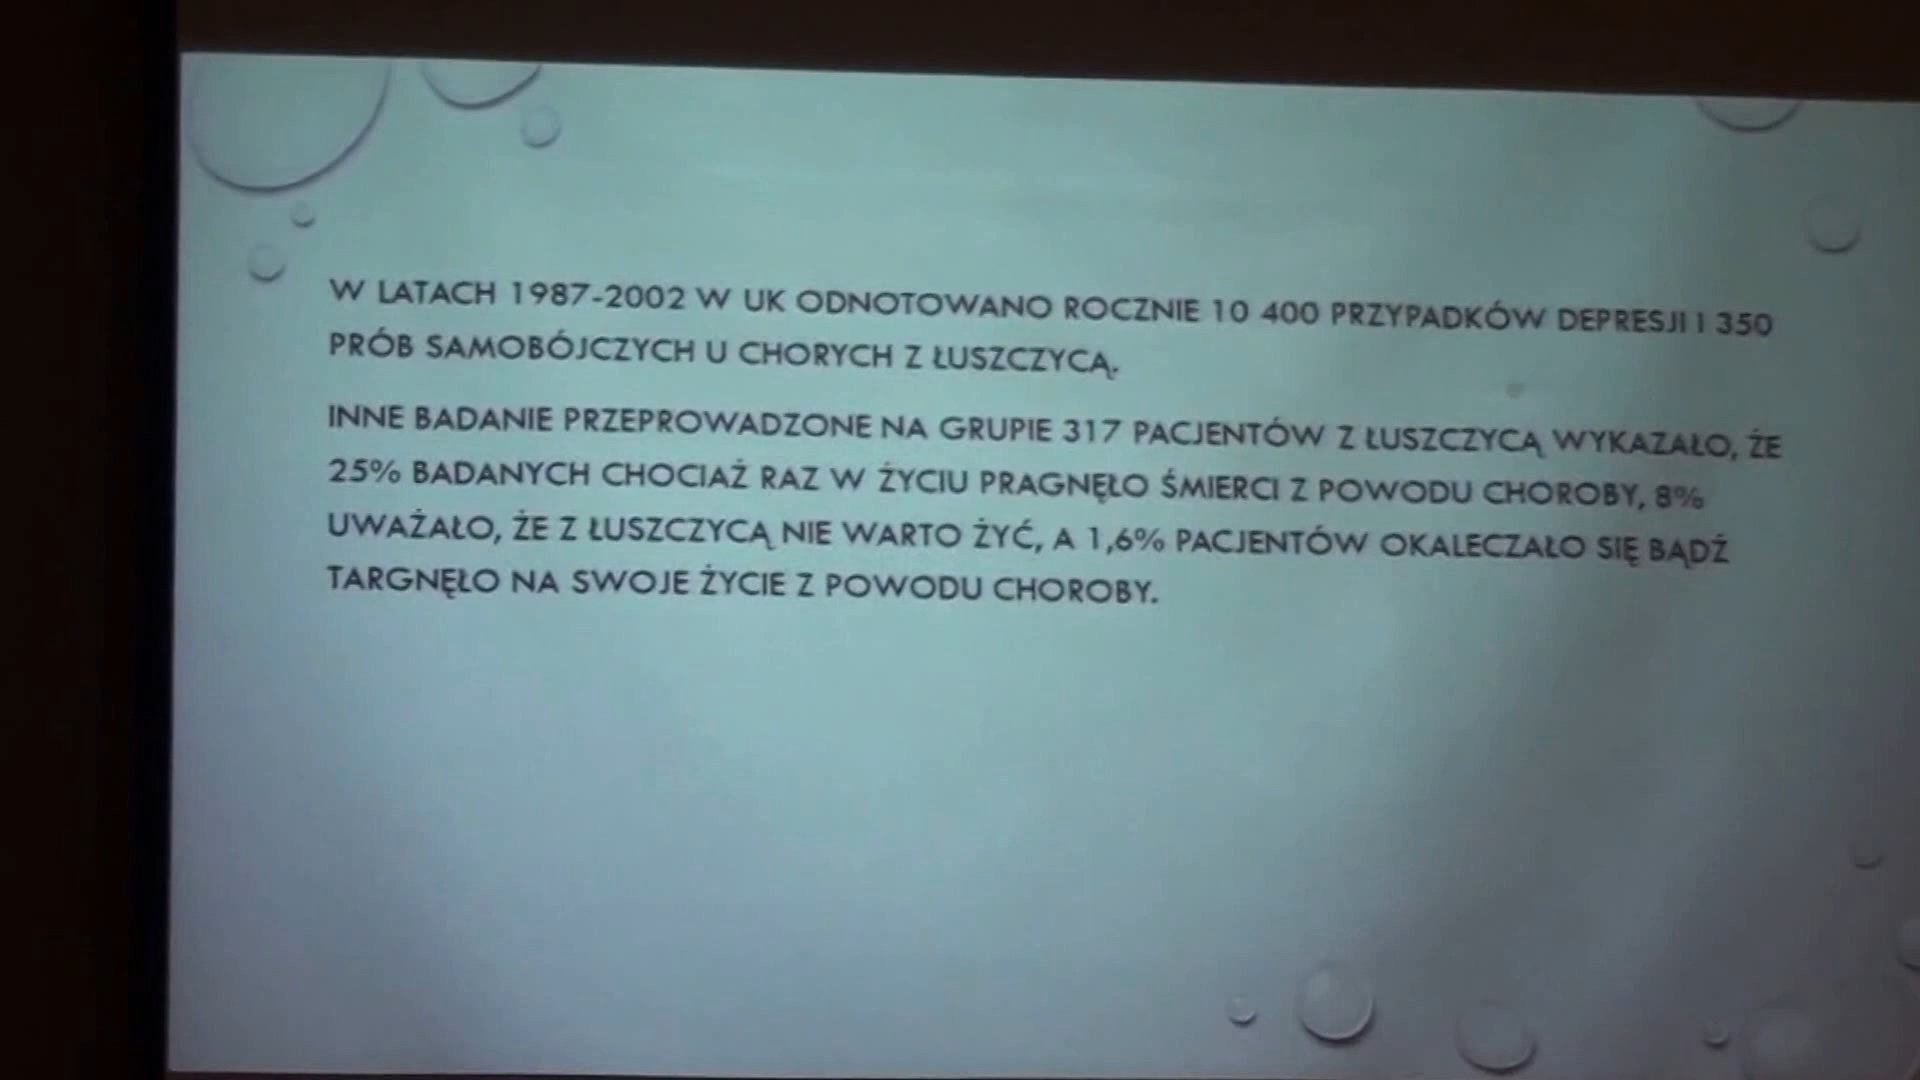 W LATACH 1987-2002 W UK ODNOTOWANO ROCZNIE 10 400 PRZYPADKÓW DEPRESJI I 350
PRÓB SAMOBÓJCZYCH U CHORYCH Z ŁUSZCZYCĄ.
INNE BADANIE PRZEPROWADZONE NA GRUPIE 317 PACJENTÓW Z ŁUSZCZYCĄ WYKAZAŁO, ŻE
25% BADANYCH CHOCIAŻ RAZ W ŻYCIU PRAGNĘŁO ŚMIERCI Z POWODU CHOROBY, 8%
UWAŻAŁO, ŻE Z ŁUSZCZYCĄ NIE WARTO ŻYĆ, A 1,6% PACJENTÓW OKALECZAŁO SIĘ BĄDŹ
TARGNĘŁO NA SWOJE ŻYCIE Z POWODU CHOROBY.